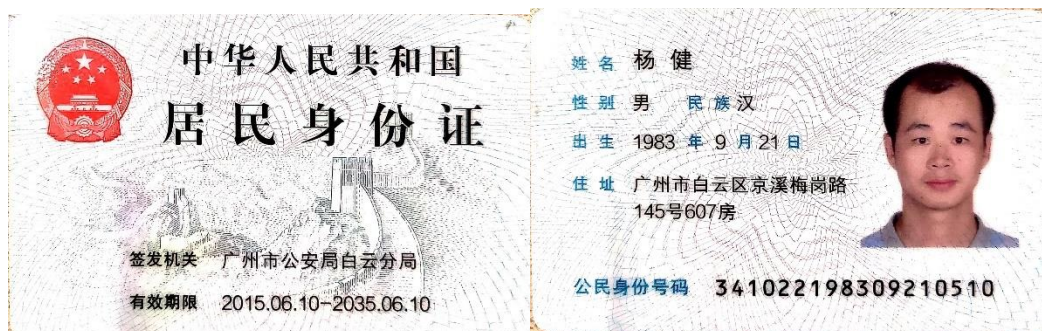 中华人民共和国
居民身份证
签发机关 广州市公安局白云分局
有效期限 2015.06.10-2035.06.10
姓名 杨健
性别 男 民族 汉
出生 1983 年 9 月 21 日
住址 广州市白云区京溪梅岗路
145号607房
公民身份号码 341022198309210510